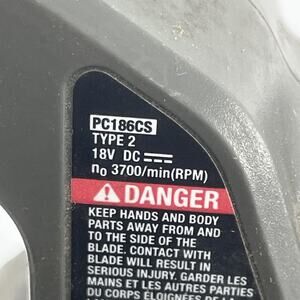 PC186CS
TYPE 2
18V DC ⎓
n₀ 3700/min(RPM)
⚠ DANGER
KEEP HANDS AND BODY
PARTS AWAY FROM AND
TO THE SIDE OF THE
BLADE. CONTACT WITH
BLADE WILL RESULT IN
SERIOUS INJURY. GARDER LES
MAINS ET LES AUTRES PARTIES
DU CORPS ÉLOIGNÉES DE